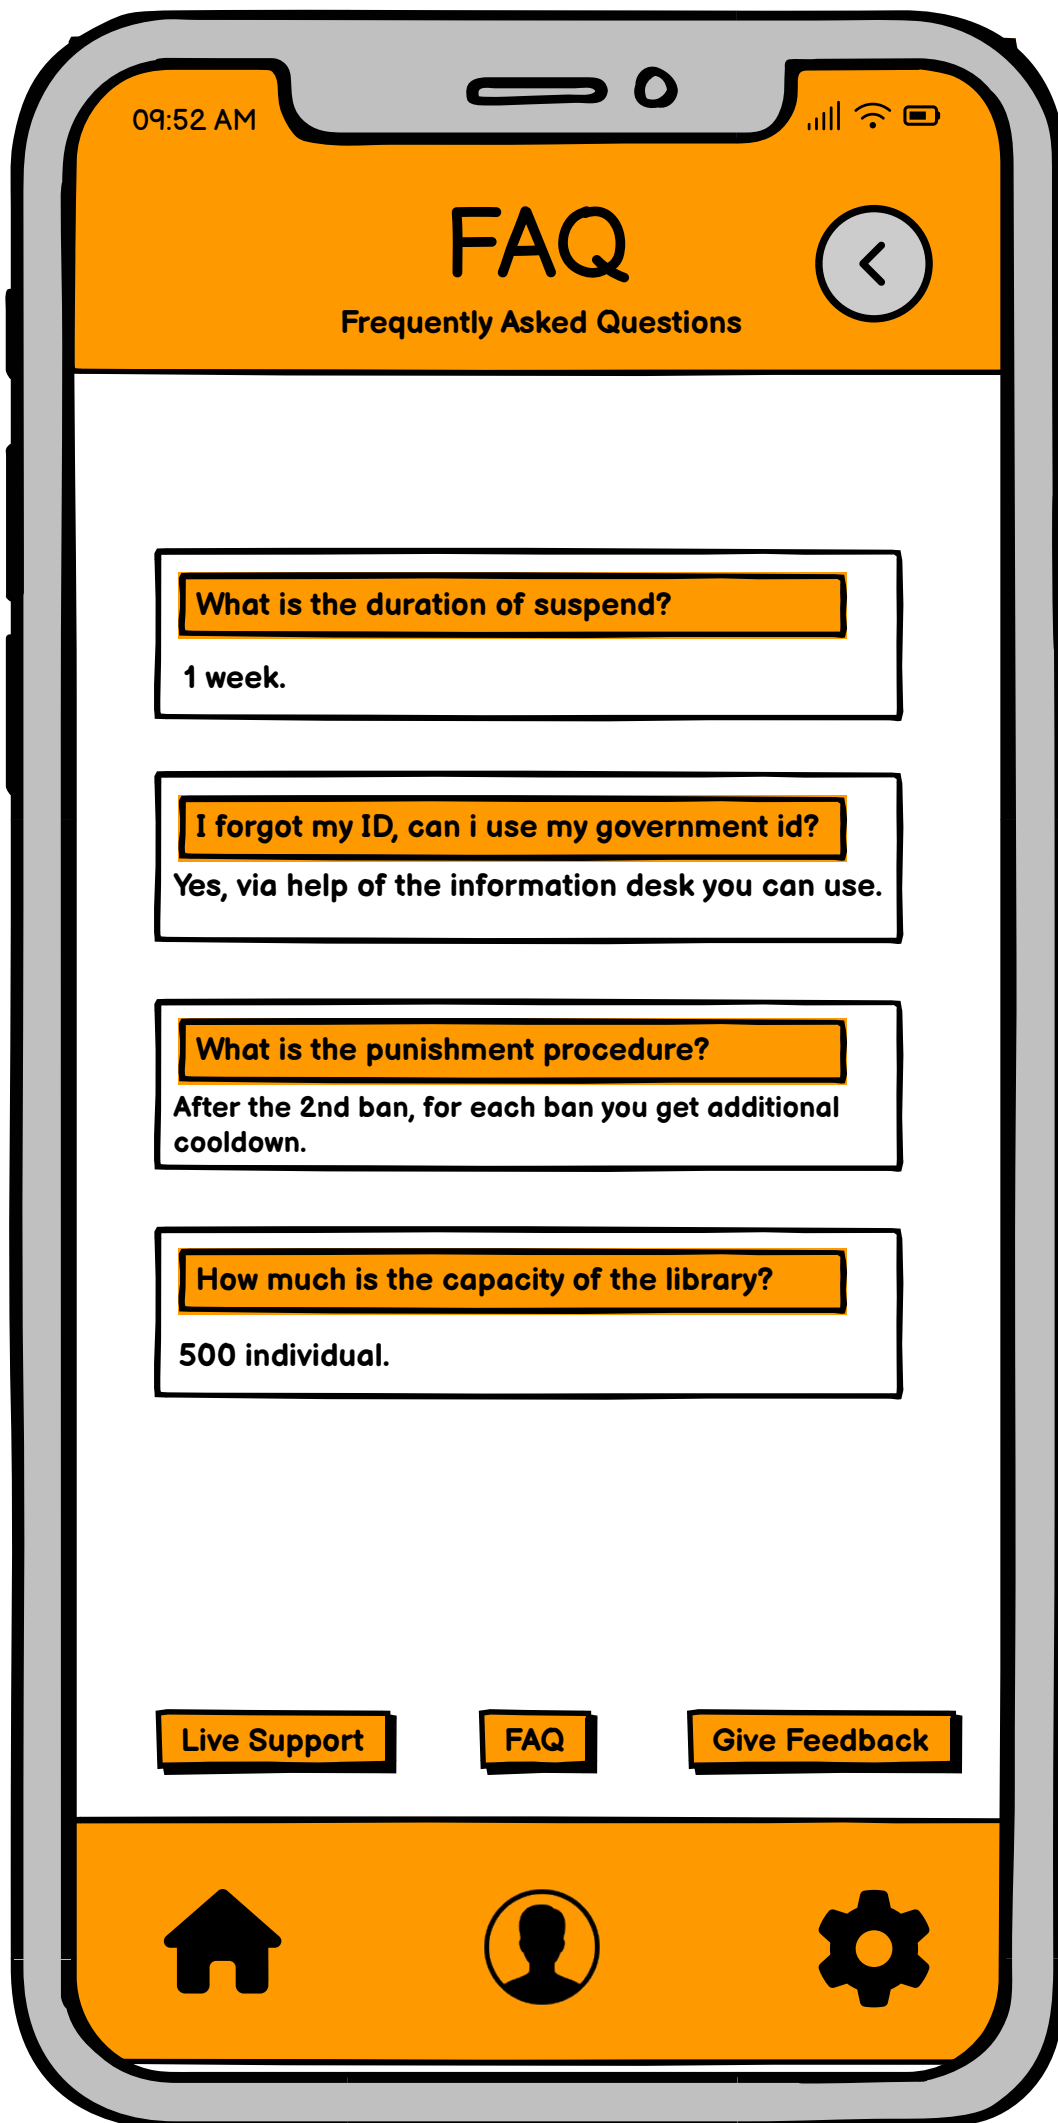 09:52 AM
FAQ
Frequently Asked Questions
What is the duration of suspend?
1 week.
I forgot my ID, can i use my government id?
Yes, via help of the information desk you can use.
What is the punishment procedure?
After the 2nd ban, for each ban you get additional
cooldown.
How much is the capacity of the library?
500 individual.
Live Support
FAQ
Give Feedback